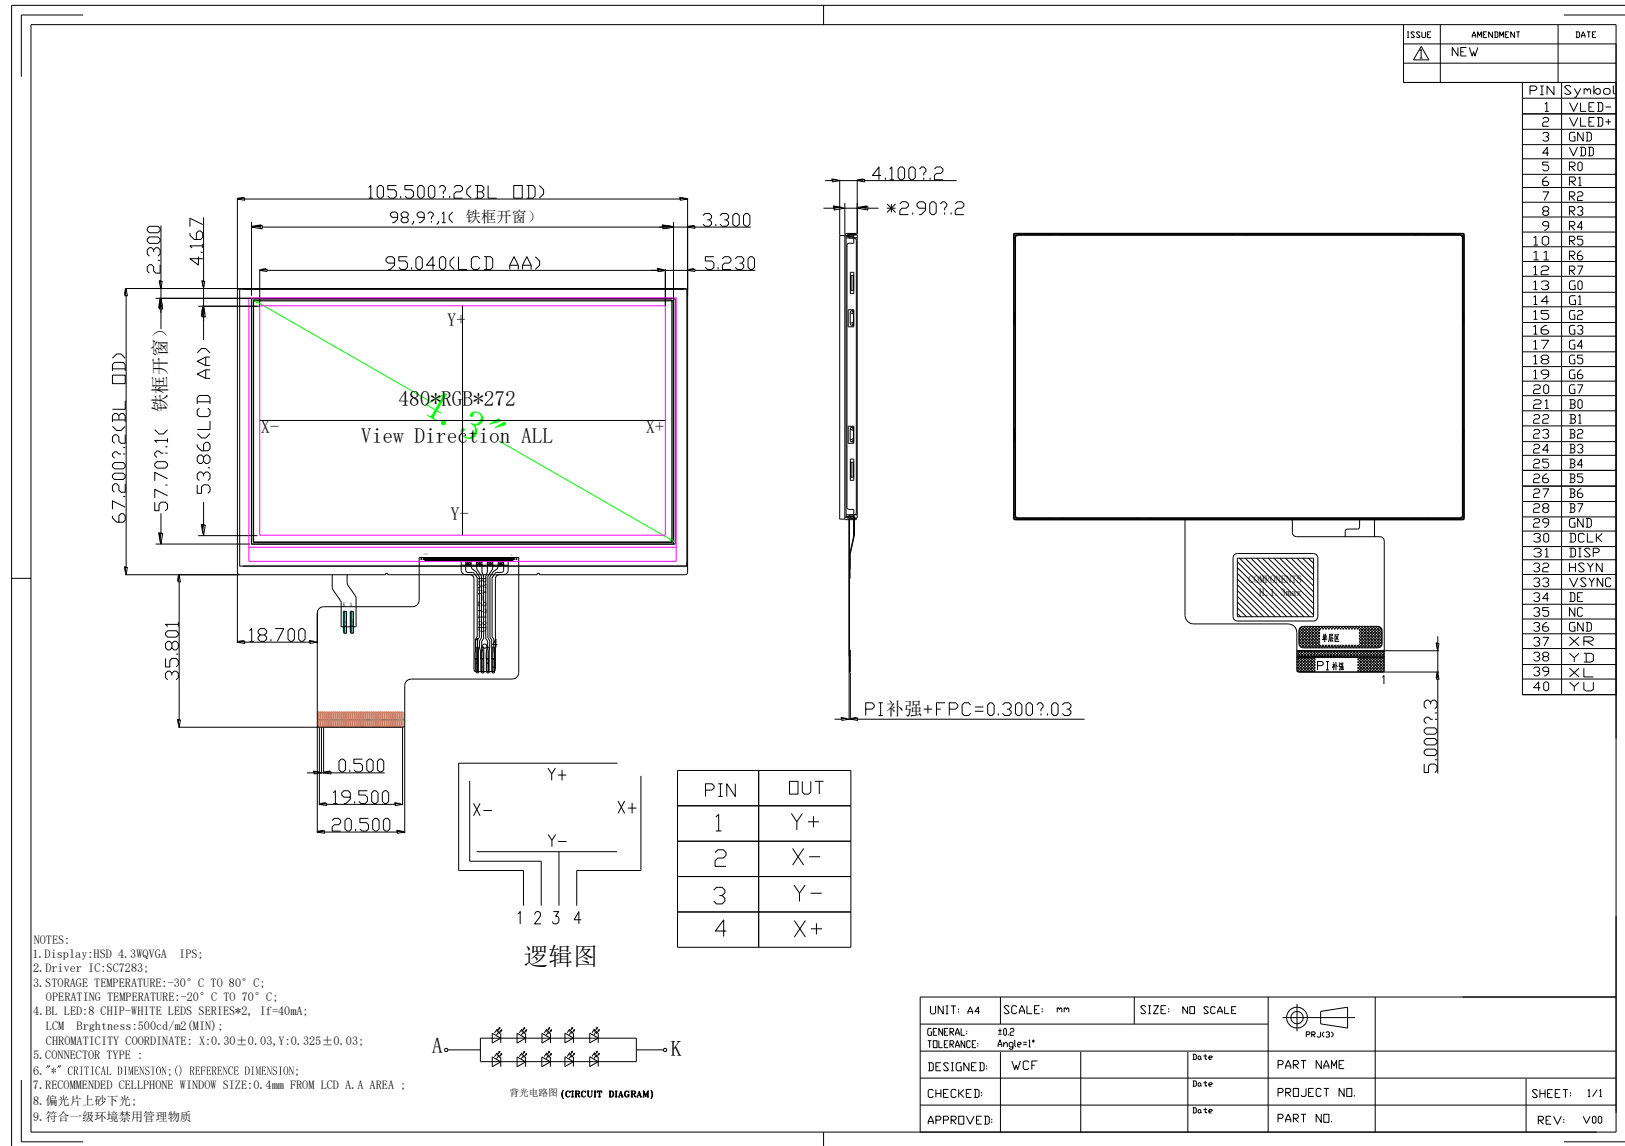 ISSUE AMENDMENT DATE
1 NEW
PIN Symbol
1 VLED-
2 VLED+
3 GND
4 VDD
5 R0
6 R1
7 R2
8 R3
9 R4
10 R5
11 R6
12 R7
13 G0
14 G1
15 G2
16 G3
17 G4
18 G5
19 G6
20 G7
21 B0
22 B1
23 B2
24 B3
25 B4
26 B5
27 B6
28 B7
29 GND
30 DCLK
31 DISP
32 HSYN
33 VSYNC
34 DE
35 NC
36 GND
37 XR
38 YD
39 XL
40 YU
105.500?.2(BL OD)
98,9?,1( 铁框开窗)
3.300
95.040(LCD AA)
5.230
2.300
4.167
67.200?.2(BL OD)
57.70?.1( 铁框开窗)
53.86(LCD AA)
Y+
480*RGB*272
4.3"
X-
X+
View Direction ALL
Y-
18.700
35.801
0.500
19.500
20.500
4.100?.2
*2.90?.2
PI补强+FPC=0.300?.03
COMPONENTS
单层区
PI补强
1
5.000?.3
Y+
X-
X+
Y-
1 2 3 4
逻辑图
PIN OUT
1 Y+
2 X-
3 Y-
4 X+
NOTES:
1.Display:HSD 4.3WQVGA IPS;
2.Driver IC:SC7283;
3.STORAGE TEMPERATURE:-30° C TO 80° C;
OPERATING TEMPERATURE:-20° C TO 70° C;
4.BL LED:8 CHIP-WHITE LEDS SERIES*2, If=40mA;
LCM Brghtness:500cd/m2(MIN);
CHROMATICITY COORDINATE: X:0.30±0.03,Y:0.325±0.03;
5.CONNECTOR TYPE :
6."*" CRITICAL DIMENSION;() REFERENCE DIMENSION;
7.RECOMMENDED CELLPHONE WINDOW SIZE:0.4mm FROM LCD A.A AREA ;
8.偏光片上砂下光;
9.符合一级环境禁用管理物质
A
K
背光电路图 (CIRCUIT DIAGRAM)
UNIT: A4 SCALE: mm SIZE: NO SCALE
GENERAL: ±0.2
TOLERANCE: Angle=1°
PRJ(3)
DESIGNED: WCF Date PART NAME
CHECKED: Date PROJECT NO. SHEET: 1/1
APPROVED: Date PART NO. REV: V00